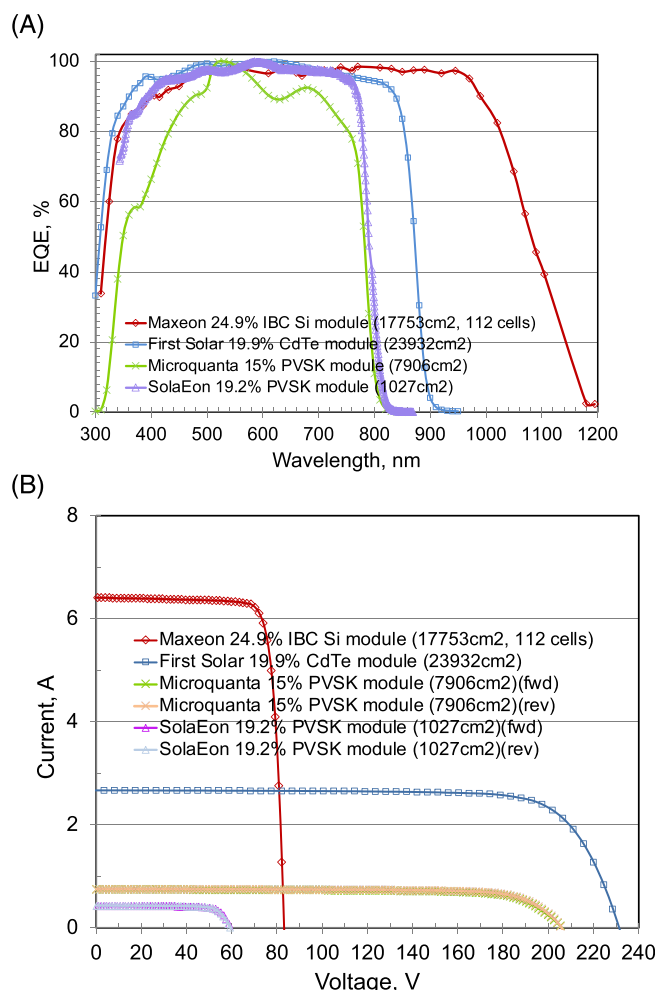 (A)
100
80
60
40
20
0
EQE, %
Maxeon 24.9% IBC Si module (17753cm2, 112 cells)
First Solar 19.9% CdTe module (23932cm2)
Microquanta 15% PVSK module (7906cm2)
SolaEon 19.2% PVSK module (1027cm2)
300 400 500 600 700 800 900 1000 1100 1200
Wavelength, nm
(B)
8
6
4
2
0
Current, A
Maxeon 24.9% IBC Si module (17753cm2, 112 cells)
First Solar 19.9% CdTe module (23932cm2)
Microquanta 15% PVSK module (7906cm2)(fwd)
Microquanta 15% PVSK module (7906cm2)(rev)
SolaEon 19.2% PVSK module (1027cm2)(fwd)
SolaEon 19.2% PVSK module (1027cm2)(rev)
0 20 40 60 80 100 120 140 160 180 200 220 240
Voltage, V